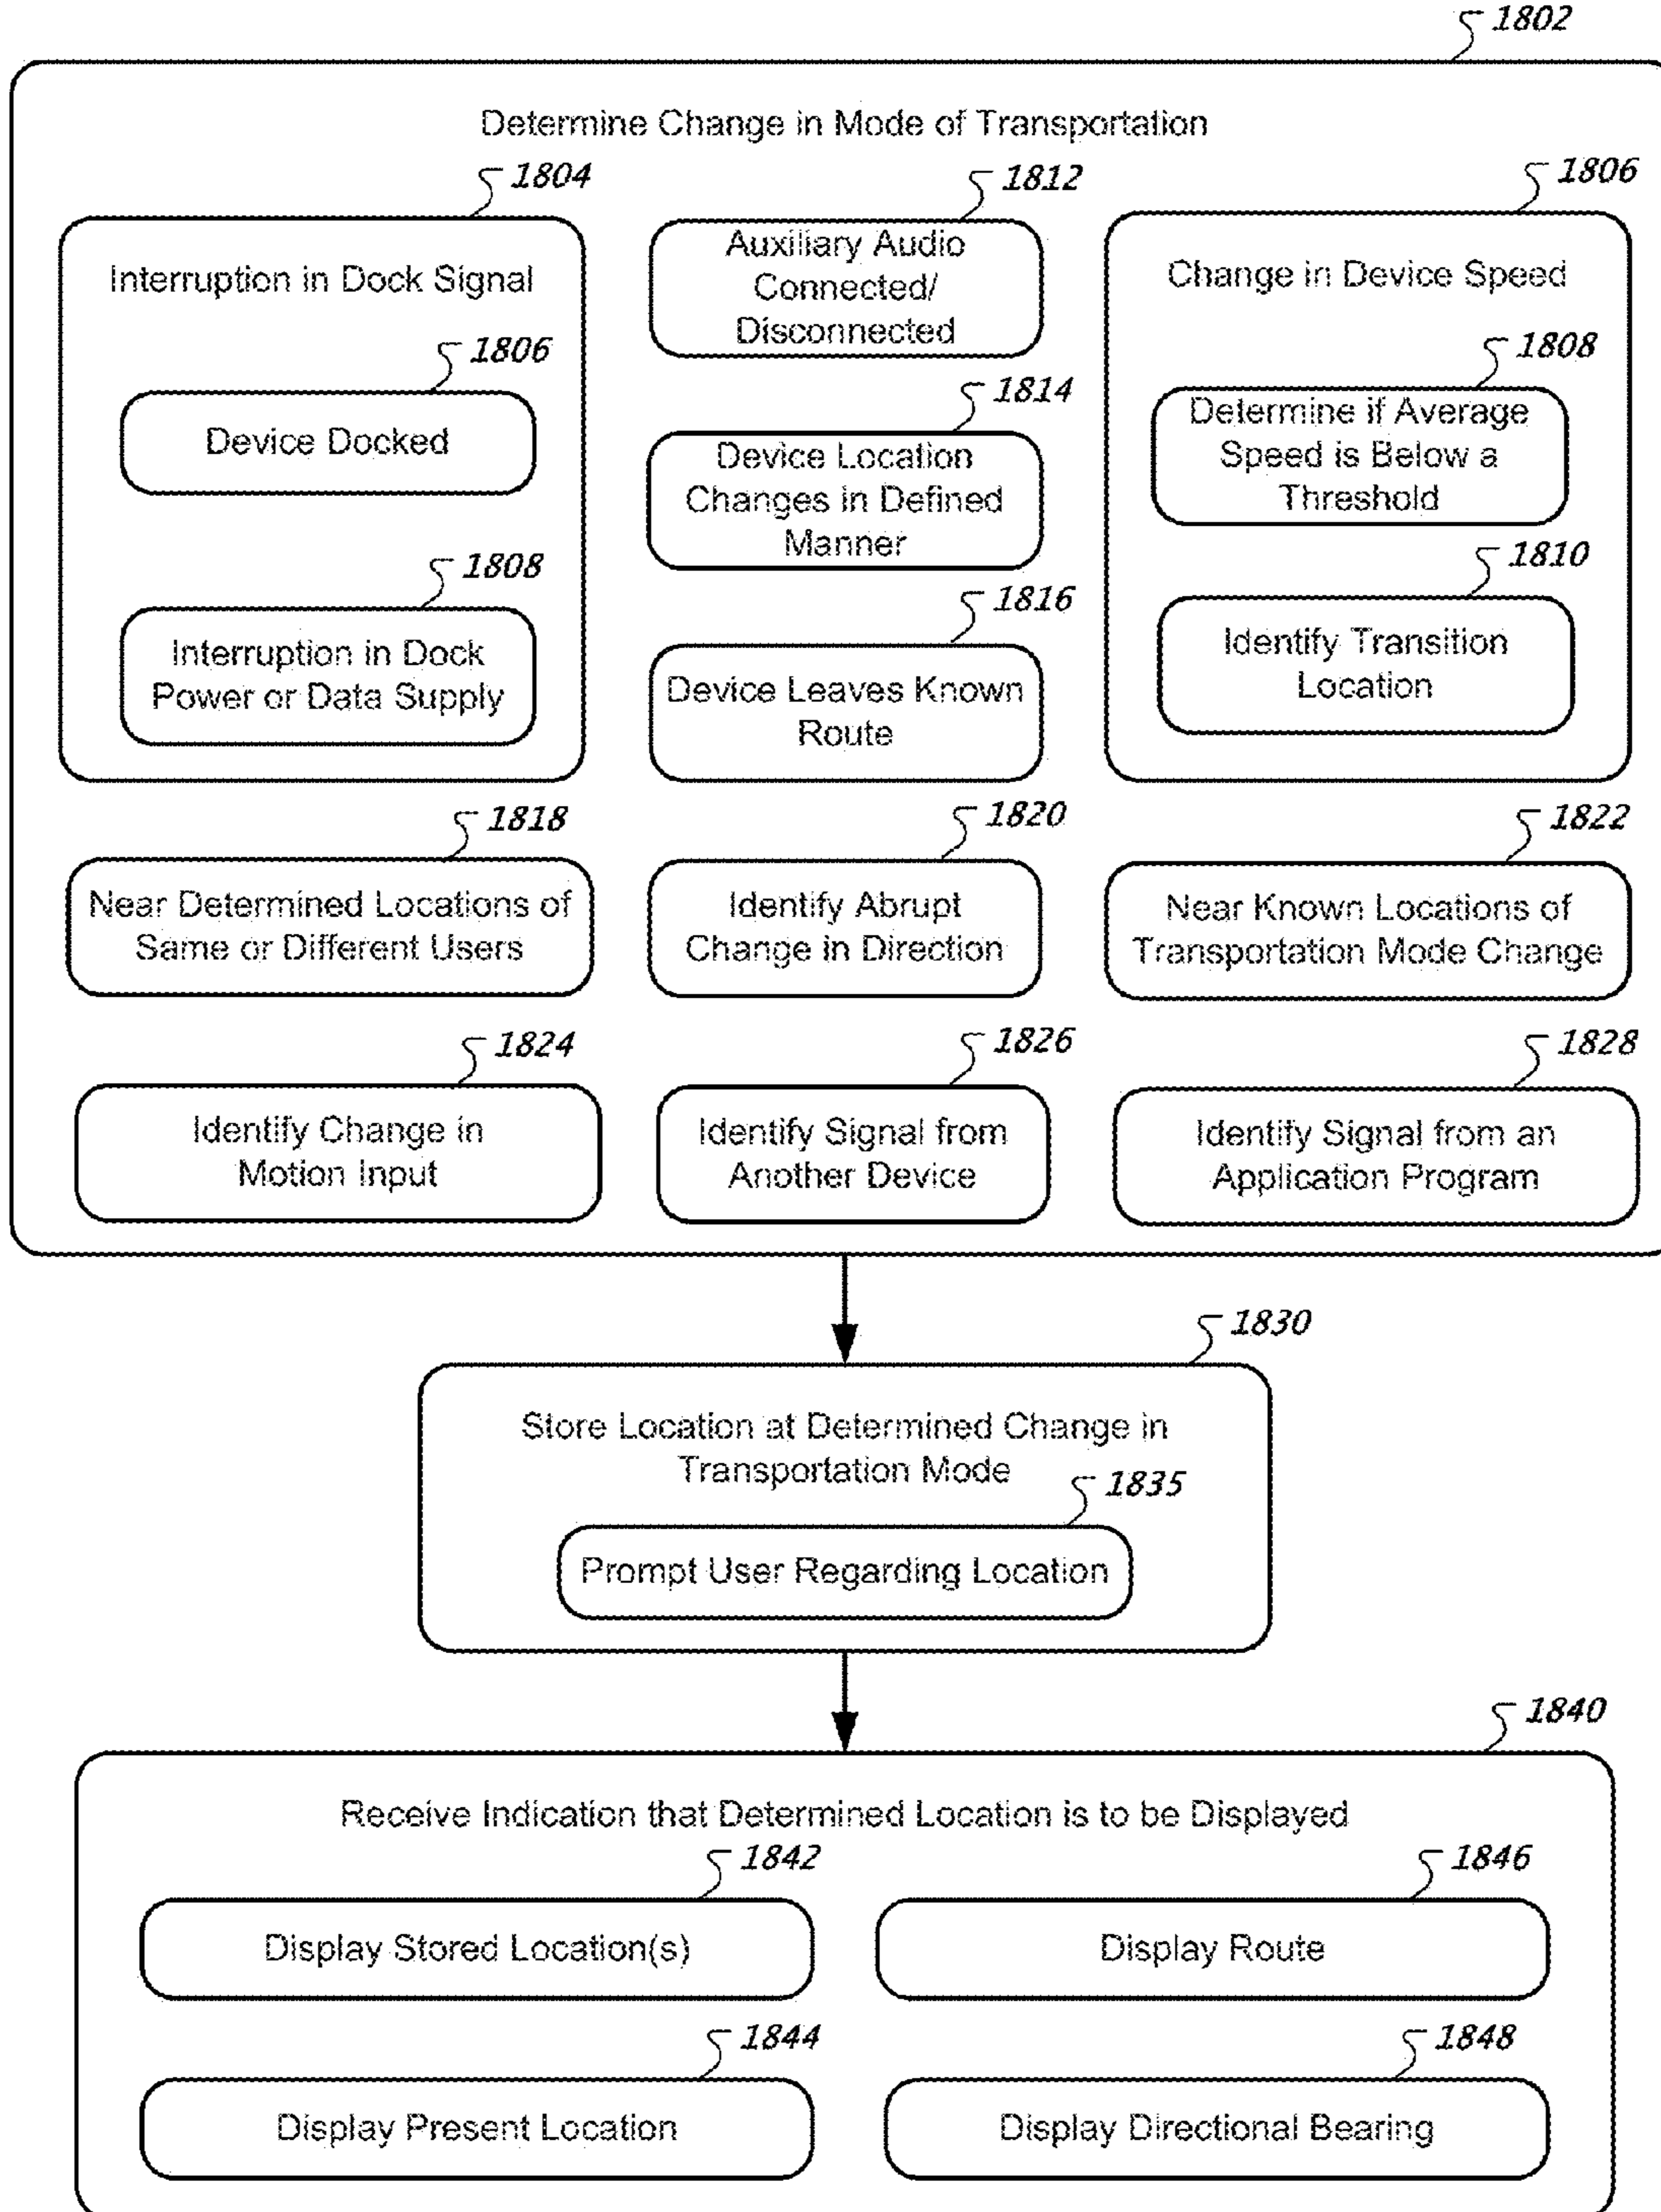 1802
Determine Change in Mode of Transportation
1804
Interruption in Dock Signal
1806
Device Docked
1808
Interruption in Dock
Power or Data Supply
1812
Auxiliary Audio
Connected/
Disconnected
1814
Device Location
Changes in Defined
Manner
1816
Device Leaves Known
Route
1806
Change in Device Speed
1808
Determine if Average
Speed is Below a
Threshold
1810
Identify Transition
Location
1818
Near Determined Locations of
Same or Different Users
1820
Identify Abrupt
Change in Direction
1822
Near Known Locations of
Transportation Mode Change
1824
Identify Change in
Motion Input
1826
Identify Signal from
Another Device
1828
Identify Signal from an
Application Program
1830
Store Location at Determined Change in
Transportation Mode
1835
Prompt User Regarding Location
1840
Receive Indication that Determined Location is to be Displayed
1842
Display Stored Location(s)
1846
Display Route
1844
Display Present Location
1848
Display Directional Bearing